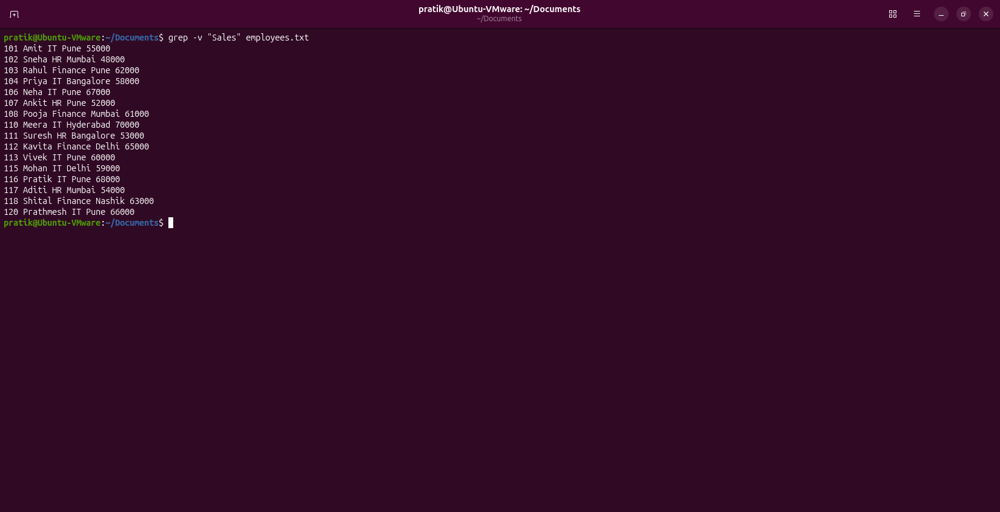 pratik@Ubuntu-VMware: ~/Documents
~/Documents
pratik@Ubuntu-VMware:~/Documents$ grep -v "Sales" employees.txt
101 Amit IT Pune 55000
102 Sneha HR Mumbai 48000
103 Rahul Finance Pune 62000
104 Priya IT Bangalore 58000
106 Neha IT Pune 67000
107 Ankit HR Pune 52000
108 Pooja Finance Mumbai 61000
110 Meera IT Hyderabad 70000
111 Suresh HR Bangalore 53000
112 Kavita Finance Delhi 65000
113 Vivek IT Pune 60000
115 Mohan IT Delhi 59000
116 Pratik IT Pune 68000
117 Aditi HR Mumbai 54000
118 Shital Finance Nashik 63000
120 Prathmesh IT Pune 66000
pratik@Ubuntu-VMware:~/Documents$